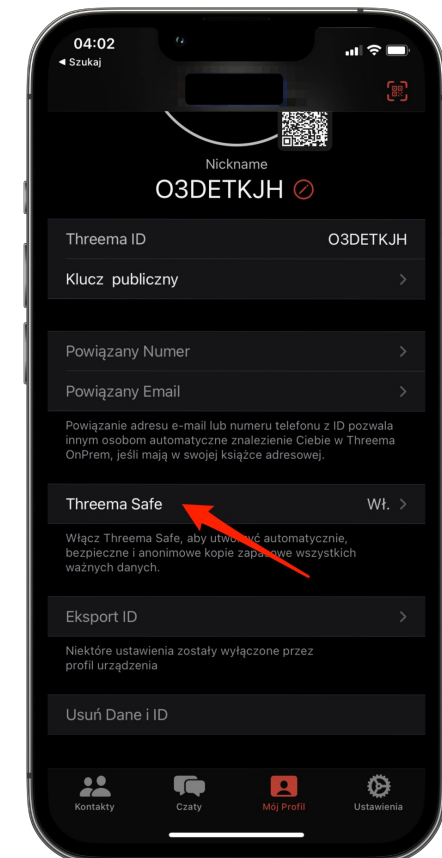 04:02
◀ Szukaj
Nickname
O3DETKJH
Threema ID O3DETKJH
Klucz publiczny
Powiązany Numer
Powiązany Email
Powiązanie adresu e-mail lub numeru telefonu z ID pozwala
innym osobom automatyczne znalezienie Ciebie w Threema
OnPrem, jeśli mają w swojej książce adresowej.
Threema Safe Wł.
Włącz Threema Safe, aby utworzyć automatycznie,
bezpieczne i anonimowe kopie zapasowe wszystkich
ważnych danych.
Eksport ID
Niektóre ustawienia zostały wyłączone przez
profil urządzenia
Usuń Dane i ID
Kontakty Czaty Mój Profil Ustawienia